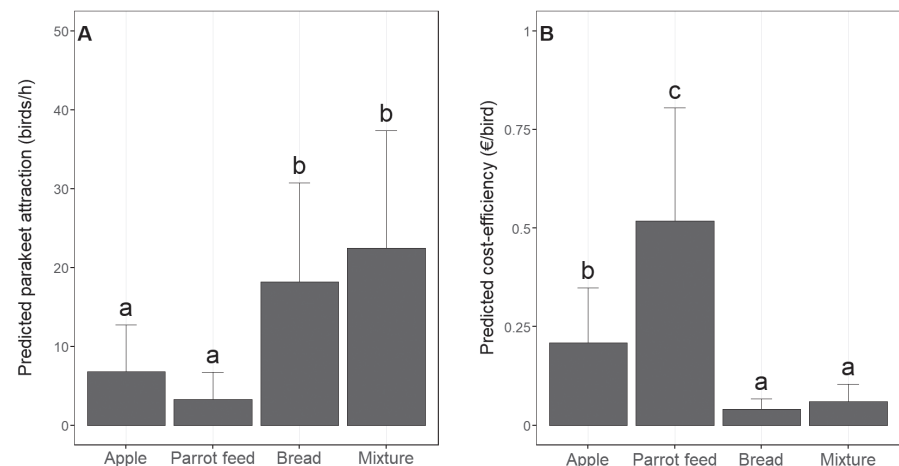 A
Predicted parakeet attraction (birds/h)
50
40
30
20
10
0
a
a
b
b
Apple
Parrot feed
Bread
Mixture
B
Predicted cost-efficiency (€/bird)
1
0.75
0.5
0.25
0
b
c
a
a
Apple
Parrot feed
Bread
Mixture